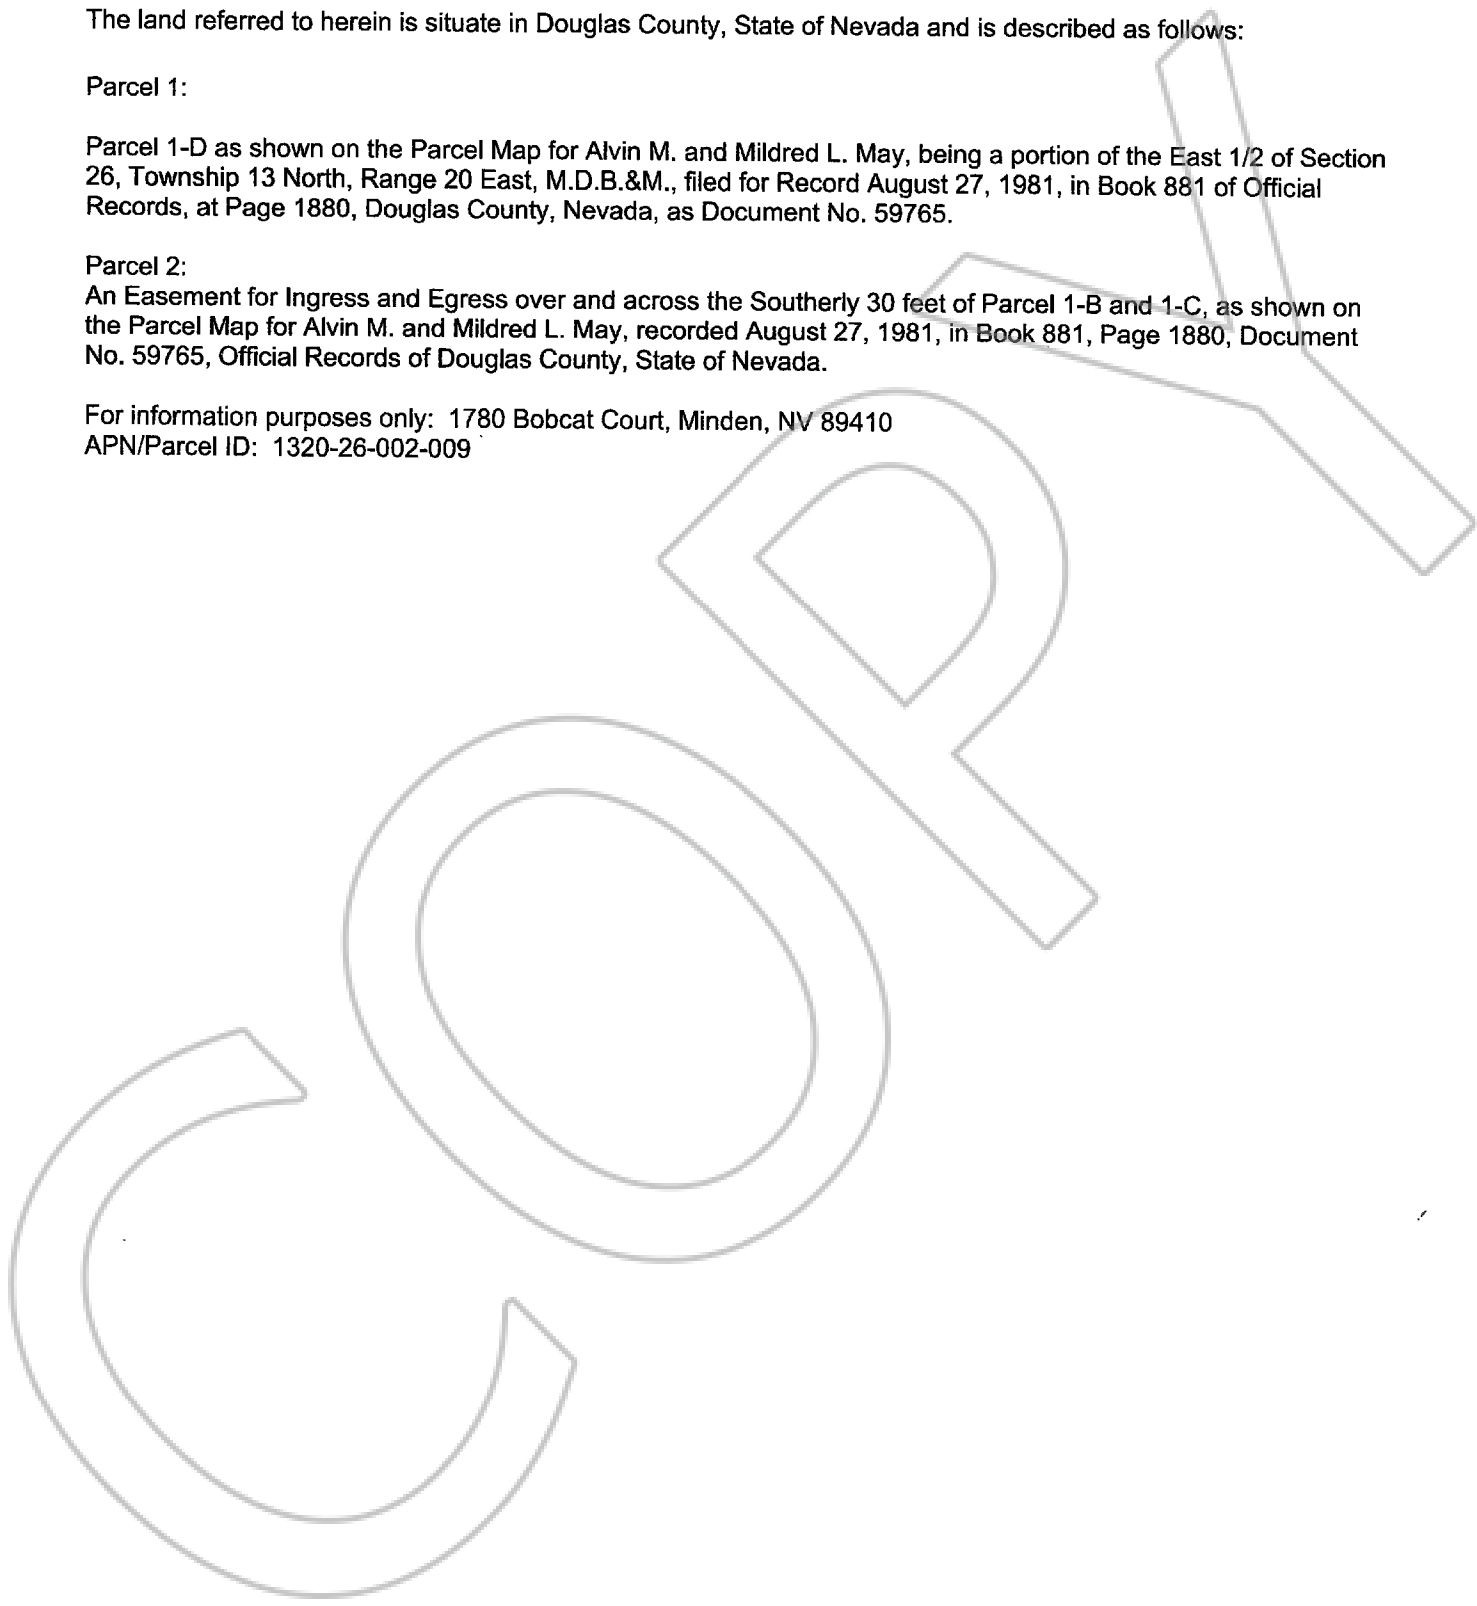 The land referred to herein is situate in Douglas County, State of Nevada and is described as follows:
Parcel 1:
Parcel 1-D as shown on the Parcel Map for Alvin M. and Mildred L. May, being a portion of the East 1/2 of Section
26, Township 13 North, Range 20 East, M.D.B.&M., filed for Record August 27, 1981, in Book 881 of Official
Records, at Page 1880, Douglas County, Nevada, as Document No. 59765.
Parcel 2:
An Easement for Ingress and Egress over and across the Southerly 30 feet of Parcel 1-B and 1-C, as shown on
the Parcel Map for Alvin M. and Mildred L. May, recorded August 27, 1981, in Book 881, Page 1880, Document
No. 59765, Official Records of Douglas County, State of Nevada.
For information purposes only: 1780 Bobcat Court, Minden, NV 89410
APN/Parcel ID: 1320-26-002-009
COPY